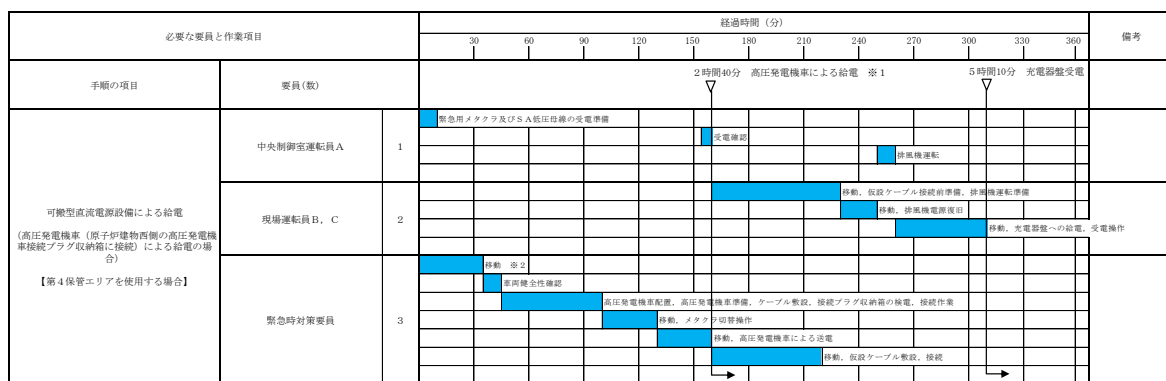 必要な要員と作業項目
経過時間（分）
備考
30 60 90 120 150 180 210 240 270 300 330 360
手順の項目
要員(数)
2時間40分 高圧発電機車による給電 ※1
5時間10分 充電器盤受電
可搬型直流電源設備による給電
（高圧発電機車（原子炉建物西側の高圧発電機
車接続プラグ収納箱に接続）による給電の場
合）
【第4保管エリアを使用する場合】
中央制御室運転員A
1
緊急用メタクラ及びSA低圧母線の受電準備
受電確認
排風機運転
現場運転員B，C
2
移動，仮設ケーブル接続前準備，排風機運転準備
移動，排風機電源復旧
移動，充電器盤への給電，受電操作
緊急時対策要員
3
移動 ※2
車両健全性確認
高圧発電機車配置，高圧発電機車準備，ケーブル敷設，接続プラグ収納箱の検電，接続作業
移動，メタクラ切替操作
移動，高圧発電機車による送電
移動，仮設ケーブル敷設，接続